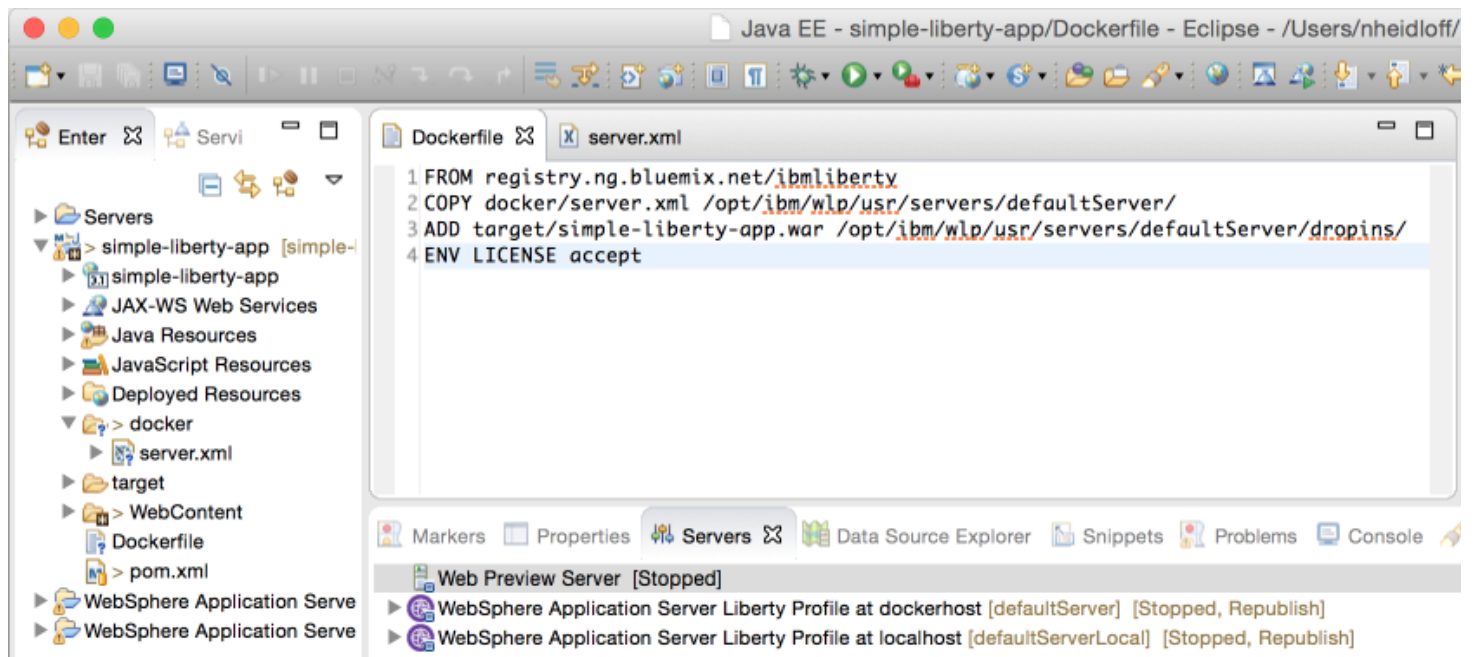 Java EE - simple-liberty-app/Dockerfile - Eclipse - /Users/nheidloff/
Enter
Servi
Servers
> simple-liberty-app [simple-l
simple-liberty-app
JAX-WS Web Services
Java Resources
JavaScript Resources
Deployed Resources
> docker
server.xml
target
> WebContent
Dockerfile
> pom.xml
WebSphere Application Serve
WebSphere Application Serve
Dockerfile
server.xml
1 FROM registry.ng.bluemix.net/ibmliberty
2 COPY docker/server.xml /opt/ibm/wlp/usr/servers/defaultServer/
3 ADD target/simple-liberty-app.war /opt/ibm/wlp/usr/servers/defaultServer/dropins/
4 ENV LICENSE accept
Markers Properties Servers Data Source Explorer Snippets Problems Console
Web Preview Server [Stopped]
WebSphere Application Server Liberty Profile at dockerhost [defaultServer] [Stopped, Republish]
WebSphere Application Server Liberty Profile at localhost [defaultServerLocal] [Stopped, Republish]